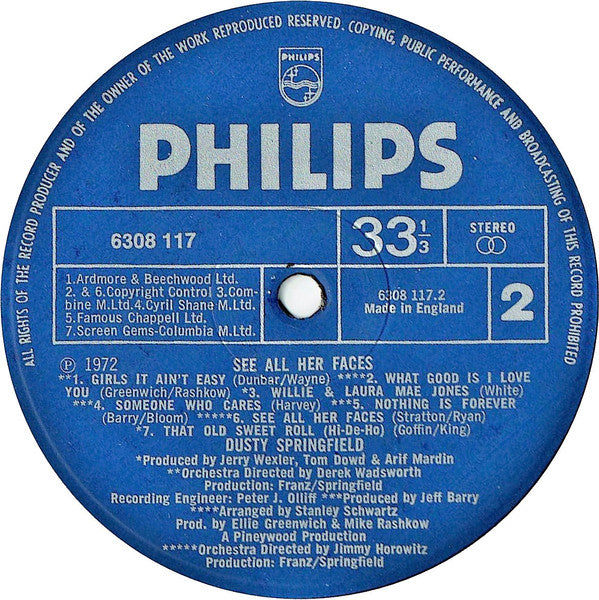 ALL RIGHTS OF THE RECORD PRODUCER AND OF THE OWNER OF THE WORK REPRODUCED RESERVED. COPYING, PUBLIC PERFORMANCE AND BROADCASTING OF THIS RECORD PROHIBITED
PHILIPS
PHILIPS
6308 117
33 1/3
STEREO
1.Ardmore & Beechwood Ltd.
2. & 6.Copyright Control 3.Com-
bine M.Ltd.4.Cyril Shane M.Ltd.
5.Famous Chappell Ltd.
7.Screen Gems-Columbia M.Ltd.
6308 117.2
Made in England
2
Ⓟ 1972
SEE ALL HER FACES
**1. GIRLS IT AIN'T EASY (Dunbar/Wayne) ****2. WHAT GOOD IS I LOVE
YOU (Greenwich/Rashkow) *3. WILLIE & LAURA MAE JONES (White)
**4. SOMEONE WHO CARES (Harvey) ***5. NOTHING IS FOREVER
(Barry/Bloom) *****6. SEE ALL HER FACES (Stratton/Ryan)
*7. THAT OLD SWEET ROLL (Hi-De-Ho) (Goffin/King)
DUSTY SPRINGFIELD
*Produced by Jerry Wexler, Tom Dowd & Arif Mardin
**Orchestra Directed by Derek Wadsworth
Production: Franz/Springfield
Recording Engineer: Peter J. Olliff ***Produced by Jeff Barry
****Arranged by Stanley Schwartz
Prod. by Ellie Greenwich & Mike Rashkow
A Pineywood Production
*****Orchestra Directed by Jimmy Horowitz
Production: Franz/Springfield